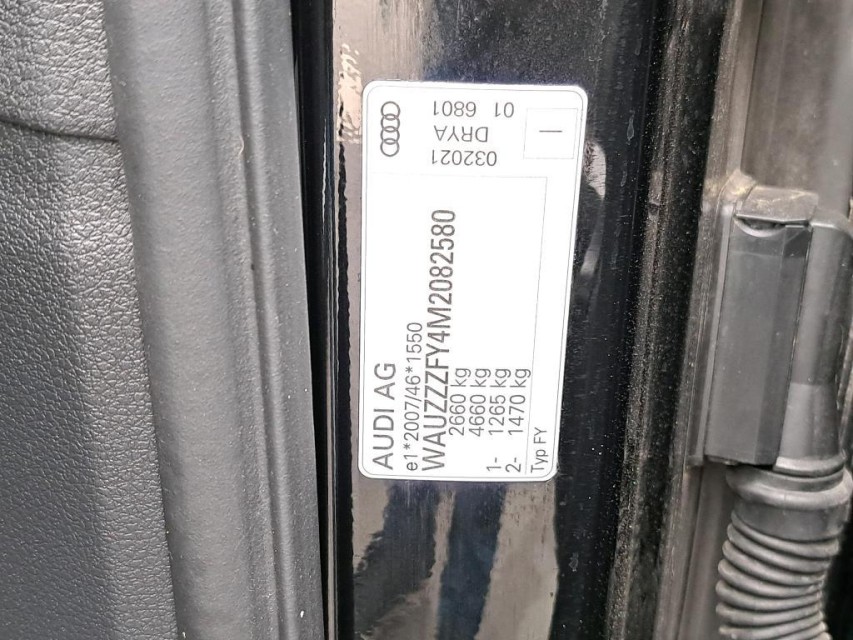 AUDI AG
e1*2007/46*1550
WAUZZZFY4M2082580
2660 kg
4660 kg
1- 1265 kg
2- 1470 kg
Typ FY
032021
DRYA
01 6801
—